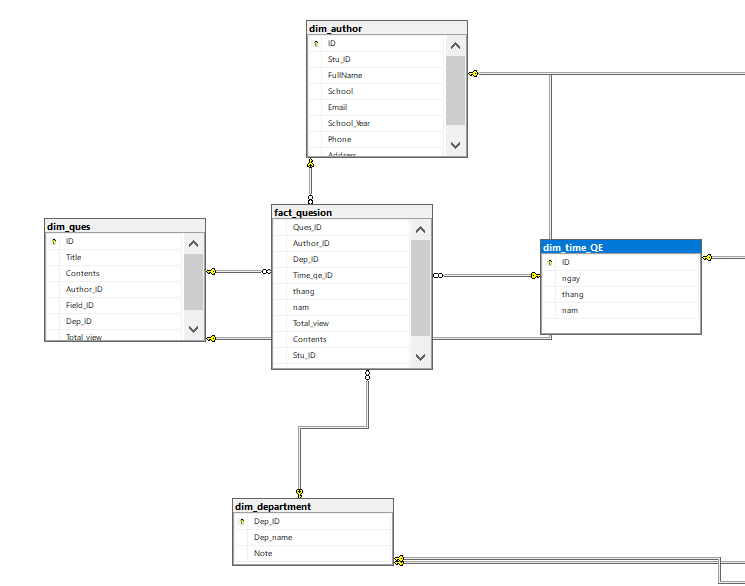 dim_author
ID
Stu_ID
FullName
School
Email
School_Year
Phone
Address
fact_quesion
Ques_ID
Author_ID
Dep_ID
Time_qe_ID
thang
nam
Total_view
Contents
Stu_ID
dim_ques
ID
Title
Contents
Author_ID
Field_ID
Dep_ID
Total_view
dim_time_QE
ID
ngay
thang
nam
dim_department
Dep_ID
Dep_name
Note